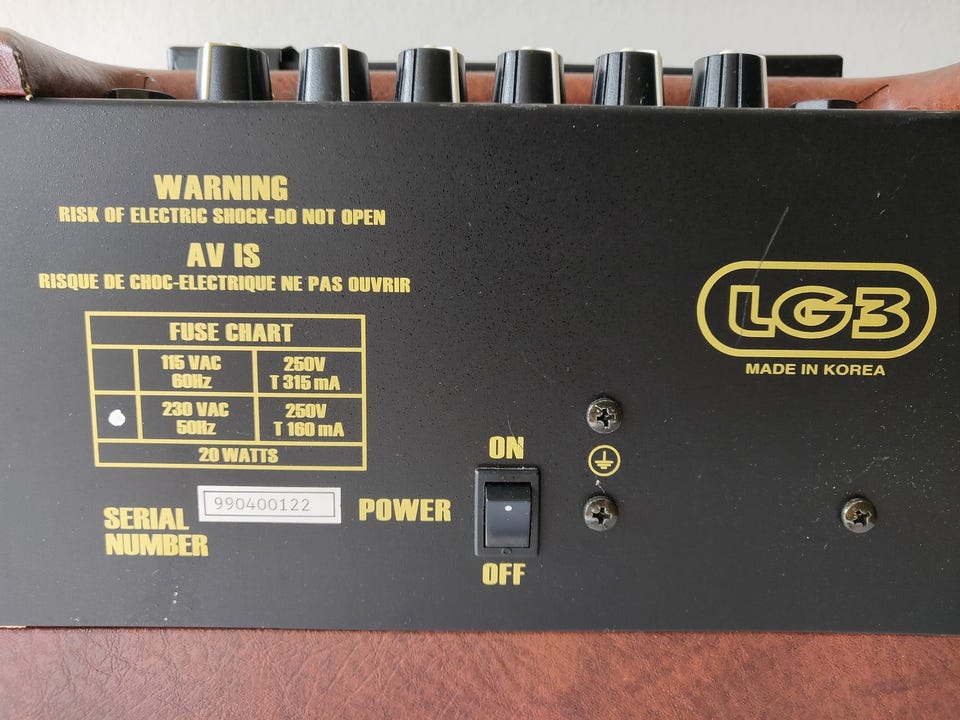 WARNING
RISK OF ELECTRIC SHOCK-DO NOT OPEN
AV IS
RISQUE DE CHOC-ELECTRIQUE NE PAS OUVRIR
FUSE CHART
115 VAC 60Hz 250V T 315 mA
230 VAC 50Hz 250V T 160 mA
20 WATTS
SERIAL NUMBER
990400122
POWER
ON
OFF
LG3
MADE IN KOREA